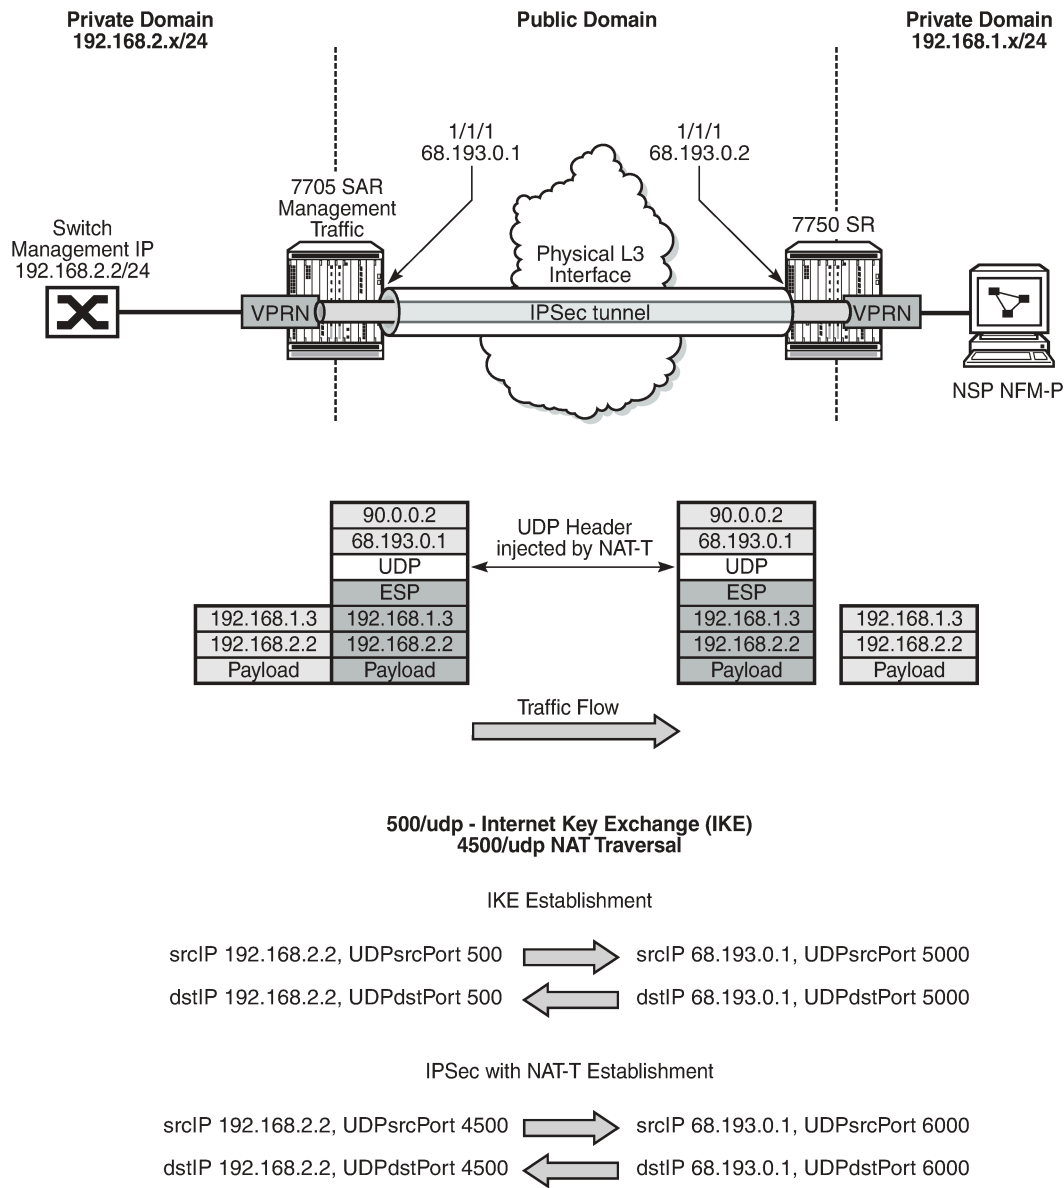 Private Domain
192.168.2.x/24
Public Domain
Private Domain
192.168.1.x/24
1/1/1
68.193.0.1
1/1/1
68.193.0.2
7705 SAR
Management
Traffic
7750 SR
Switch
Management IP
192.168.2.2/24
Physical L3
Interface
VPRN
IPSec tunnel
VPRN
NSP NFM-P
90.0.0.2
68.193.0.1
UDP
ESP
192.168.1.3
192.168.1.3
192.168.2.2
192.168.2.2
Payload
Payload
UDP Header
injected by NAT-T
90.0.0.2
68.193.0.1
UDP
ESP
192.168.1.3
192.168.1.3
192.168.2.2
192.168.2.2
Payload
Payload
Traffic Flow
500/udp - Internet Key Exchange (IKE)
4500/udp NAT Traversal
IKE Establishment
srcIP 192.168.2.2, UDPsrcPort 500
srcIP 68.193.0.1, UDPsrcPort 5000
dstIP 192.168.2.2, UDPdstPort 500
dstIP 68.193.0.1, UDPdstPort 5000
IPSec with NAT-T Establishment
srcIP 192.168.2.2, UDPsrcPort 4500
srcIP 68.193.0.1, UDPsrcPort 6000
dstIP 192.168.2.2, UDPdstPort 4500
dstIP 68.193.0.1, UDPdstPort 6000